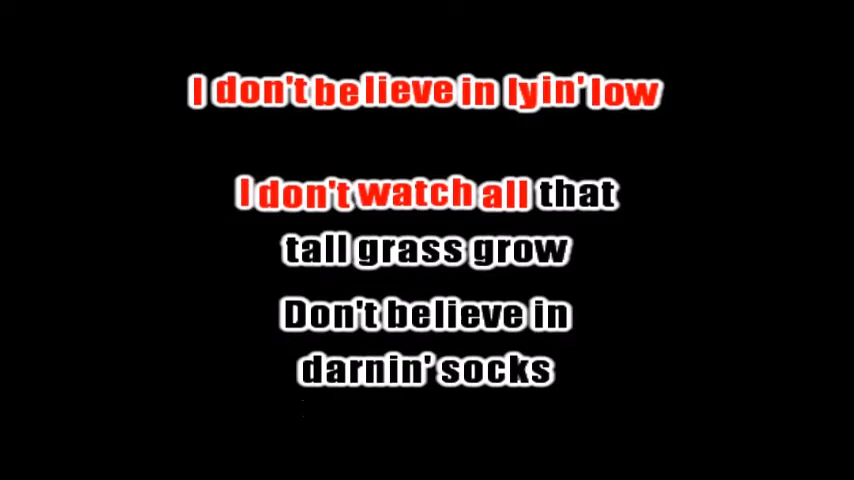 I don't believe in lyin' low
I don't watch all that
tall grass grow
Don't believe in
darnin' socks